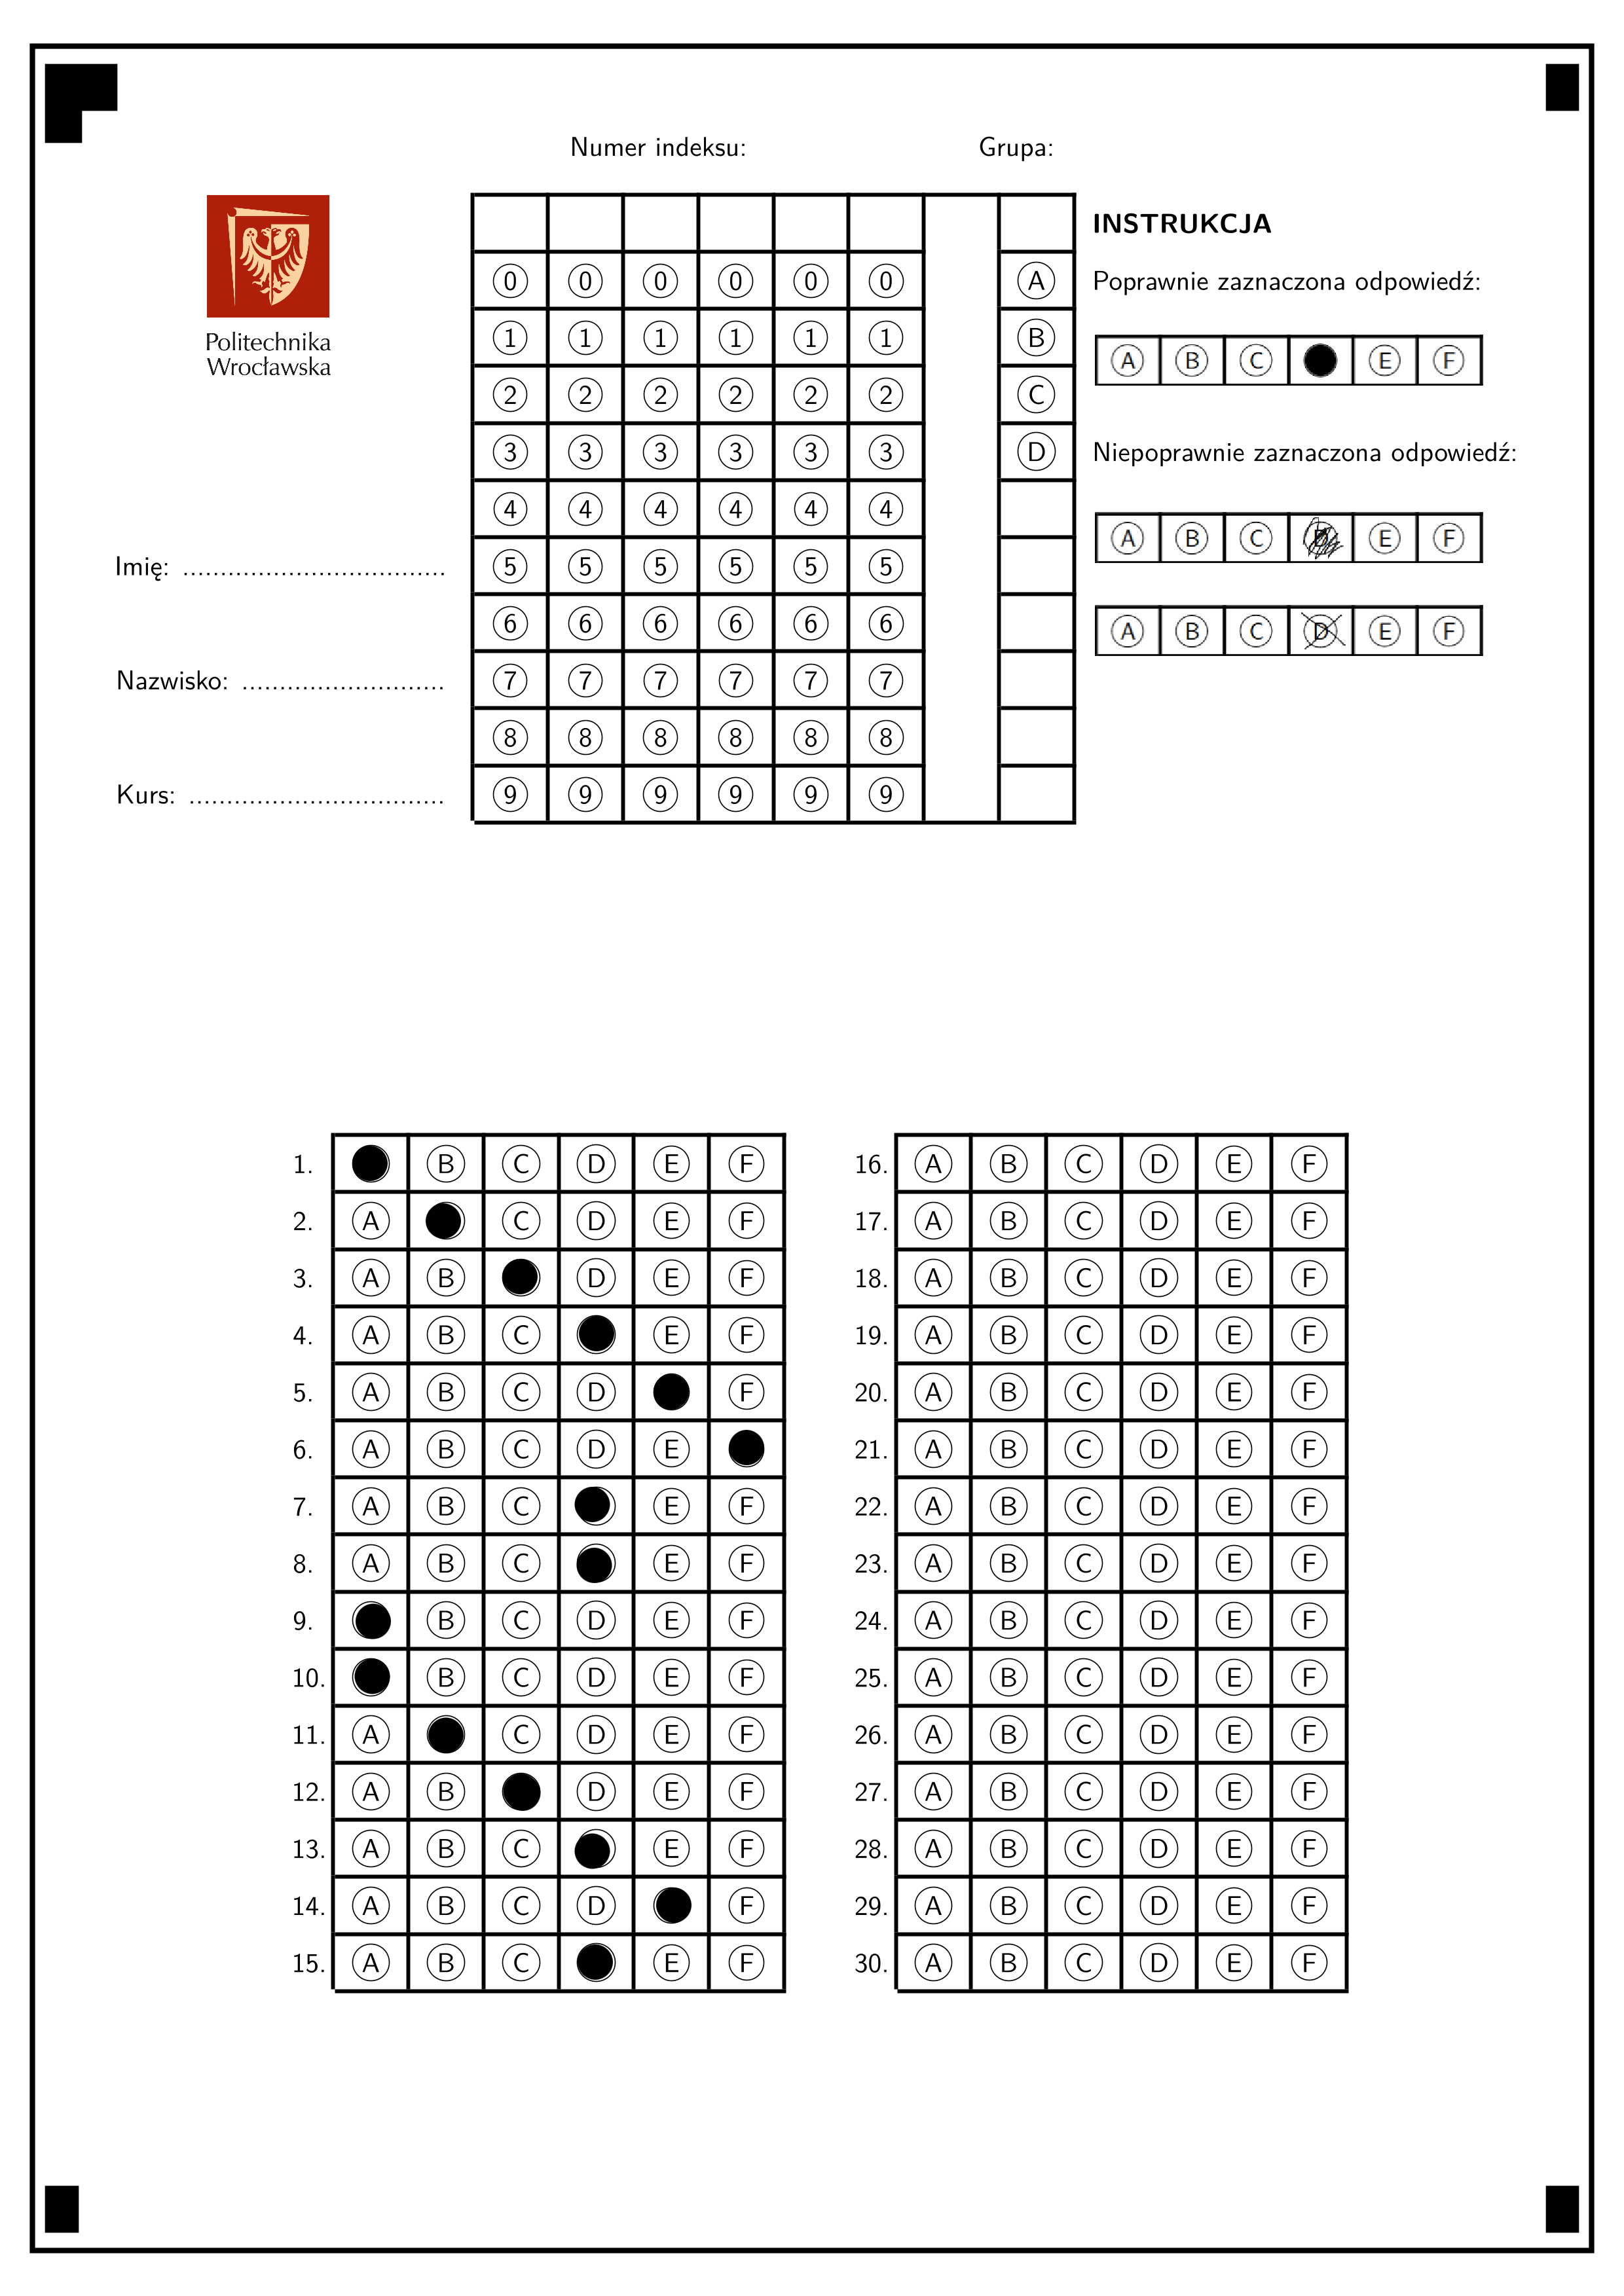 Numer indeksu: Grupa:
Politechnika
Wrocławska
Imię: ...................................
Nazwisko: ...........................
Kurs: ..................................
0 0 0 0 0 0 A
1 1 1 1 1 1 B
2 2 2 2 2 2 C
3 3 3 3 3 3 D
4 4 4 4 4 4
5 5 5 5 5 5
6 6 6 6 6 6
7 7 7 7 7 7
8 8 8 8 8 8
9 9 9 9 9 9
INSTRUKCJA
Poprawnie zaznaczona odpowiedź:
A B C E F
Niepoprawnie zaznaczona odpowiedź:
A B C D E F
A B C D E F
1. B C D E F
2. A C D E F
3. A B D E F
4. A B C E F
5. A B C D F
6. A B C D E
7. A B C E F
8. A B C E F
9. B C D E F
10. B C D E F
11. A C D E F
12. A B D E F
13. A B C E F
14. A B C D F
15. A B C E F
16. A B C D E F
17. A B C D E F
18. A B C D E F
19. A B C D E F
20. A B C D E F
21. A B C D E F
22. A B C D E F
23. A B C D E F
24. A B C D E F
25. A B C D E F
26. A B C D E F
27. A B C D E F
28. A B C D E F
29. A B C D E F
30. A B C D E F